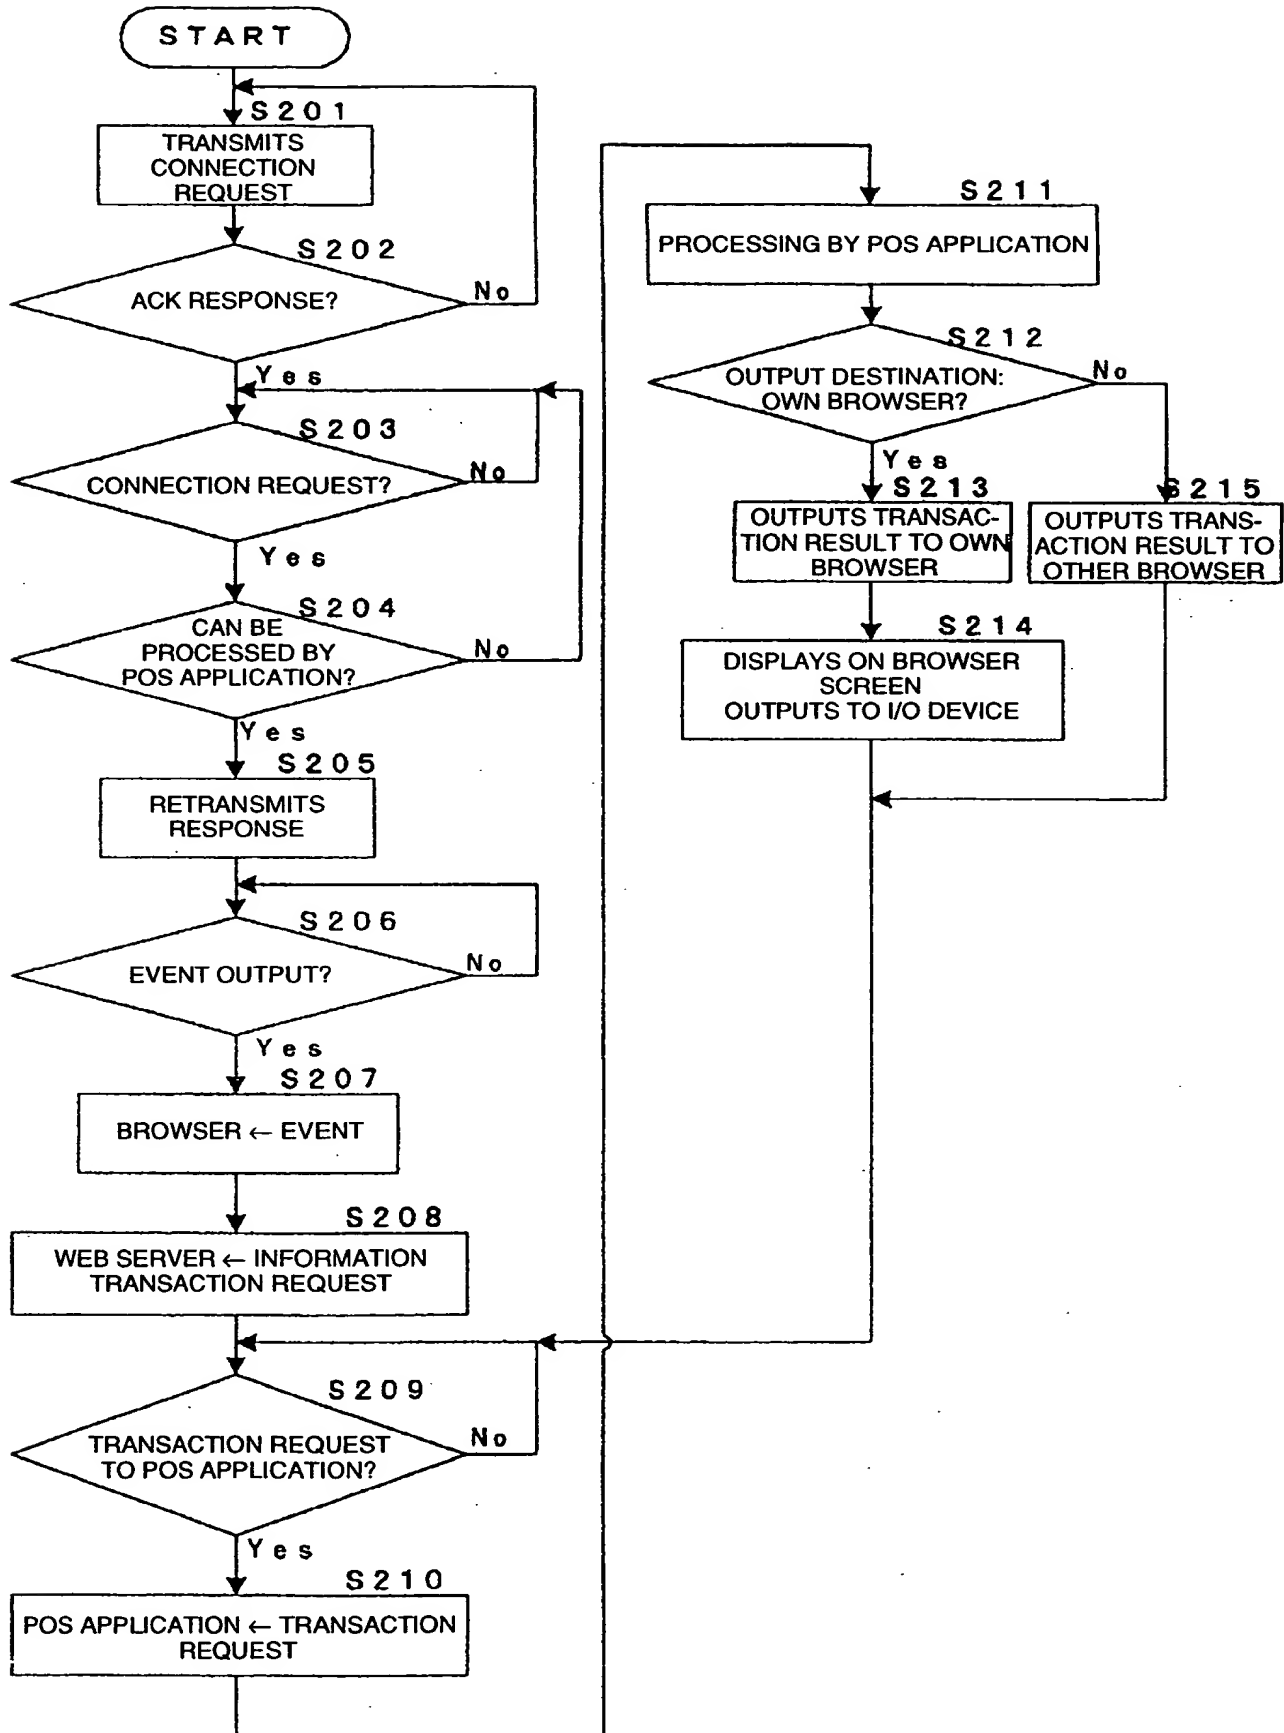 START
S201
TRANSMITS
CONNECTION
REQUEST
S202
ACK RESPONSE?
No
Yes
S203
CONNECTION REQUEST?
No
Yes
S204
CAN BE
PROCESSED BY
POS APPLICATION?
No
Yes
S205
RETRANSMITS
RESPONSE
S206
EVENT OUTPUT?
No
Yes
S207
BROWSER ← EVENT
S208
WEB SERVER ← INFORMATION
TRANSACTION REQUEST
S209
TRANSACTION REQUEST
TO POS APPLICATION?
No
Yes
S210
POS APPLICATION ← TRANSACTION
REQUEST
S211
PROCESSING BY POS APPLICATION
S212
OUTPUT DESTINATION:
OWN BROWSER?
No
Yes
S213
OUTPUTS TRANSAC-
TION RESULT TO OWN
BROWSER
S215
OUTPUTS TRANS-
ACTION RESULT TO
OTHER BROWSER
S214
DISPLAYS ON BROWSER
SCREEN
OUTPUTS TO I/O DEVICE